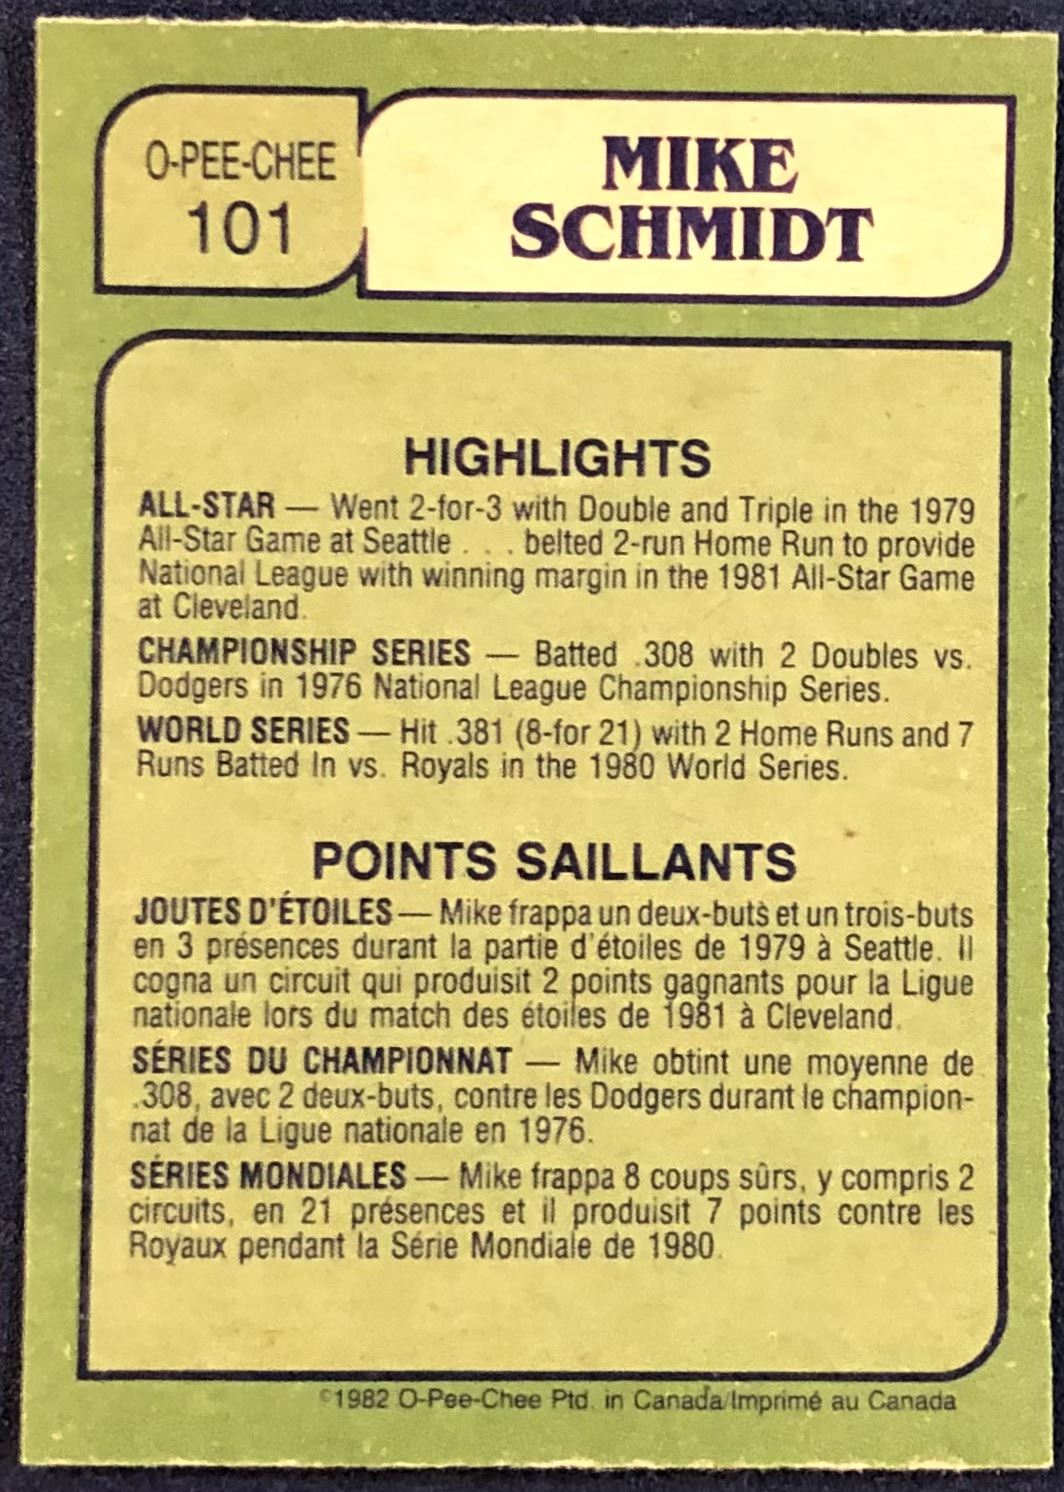 O-PEE-CHEE
101
MIKE
SCHMIDT
HIGHLIGHTS
ALL-STAR — Went 2-for-3 with Double and Triple in the 1979
All-Star Game at Seattle . . . belted 2-run Home Run to provide
National League with winning margin in the 1981 All-Star Game
at Cleveland.
CHAMPIONSHIP SERIES — Batted .308 with 2 Doubles vs.
Dodgers in 1976 National League Championship Series.
WORLD SERIES — Hit .381 (8-for 21) with 2 Home Runs and 7
Runs Batted In vs. Royals in the 1980 World Series.
POINTS SAILLANTS
JOUTES D'ÉTOILES — Mike frappa un deux-buts et un trois-buts
en 3 présences durant la partie d'étoiles de 1979 à Seattle. Il
cogna un circuit qui produisit 2 points gagnants pour la Ligue
nationale lors du match des étoiles de 1981 à Cleveland.
SÉRIES DU CHAMPIONNAT — Mike obtint une moyenne de
.308, avec 2 deux-buts, contre les Dodgers durant le champion-
nat de la Ligue nationale en 1976.
SÉRIES MONDIALES — Mike frappa 8 coups sûrs, y compris 2
circuits, en 21 présences et il produisit 7 points contre les
Royaux pendant la Série Mondiale de 1980.
©1982 O-Pee-Chee Ptd. in Canada/Imprimé au Canada